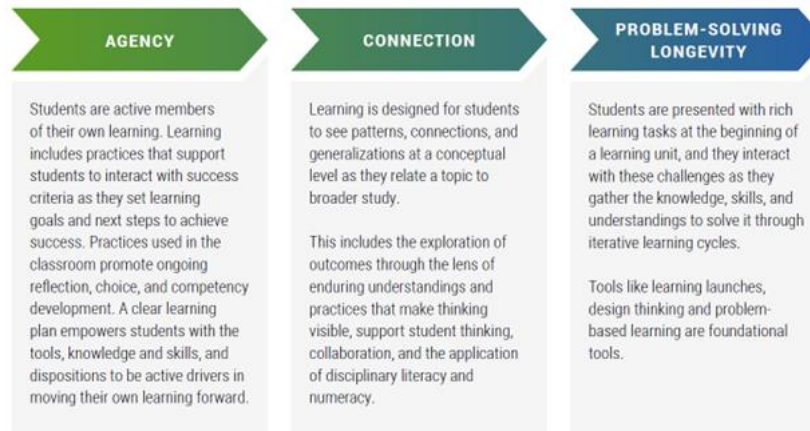 AGENCY
Students are active members
of their own learning. Learning
includes practices that support
students to interact with success
criteria as they set learning
goals and next steps to achieve
success. Practices used in the
classroom promote ongoing
reflection, choice, and competency
development. A clear learning
plan empowers students with the
tools, knowledge and skills, and
dispositions to be active drivers in
moving their own learning forward.
CONNECTION
Learning is designed for students
to see patterns, connections, and
generalizations at a conceptual
level as they relate a topic to
broader study.
This includes the exploration of
outcomes through the lens of
enduring understandings and
practices that make thinking
visible, support student thinking,
collaboration, and the application
of disciplinary literacy and
numeracy.
PROBLEM-SOLVING
LONGEVITY
Students are presented with rich
learning tasks at the beginning of
a learning unit, and they interact
with these challenges as they
gather the knowledge, skills, and
understandings to solve it through
iterative learning cycles.
Tools like learning launches,
design thinking and problem-
based learning are foundational
tools.